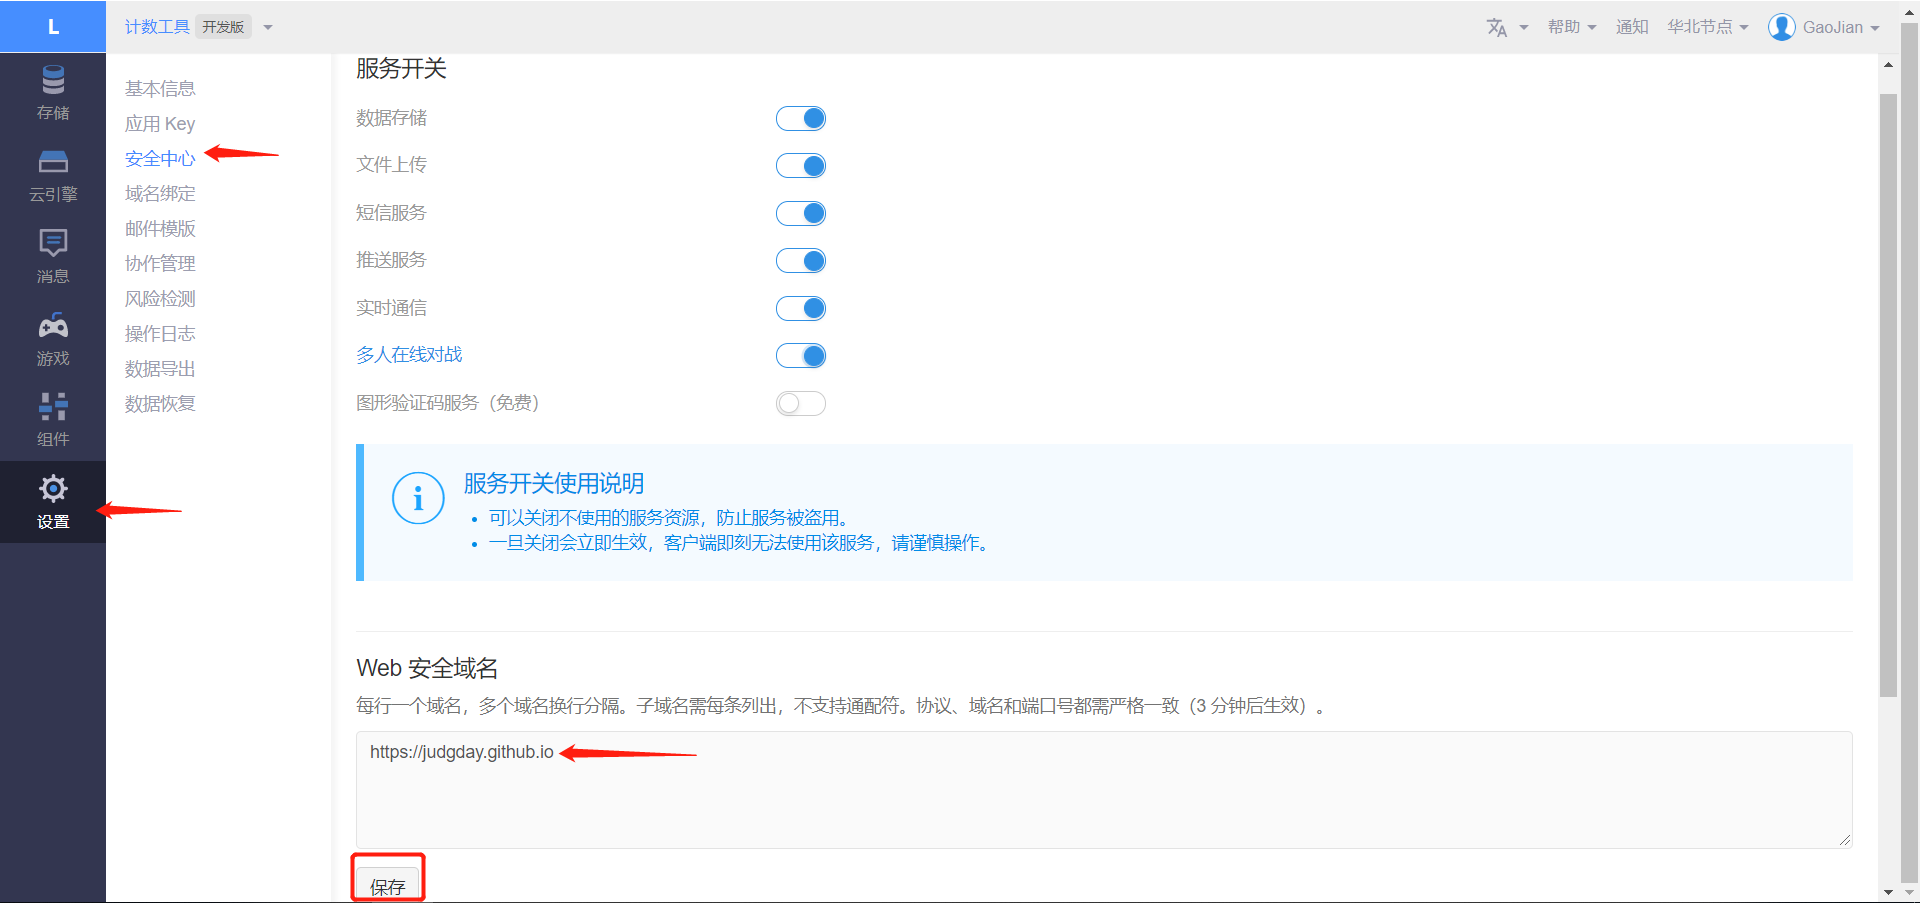 L
计数工具 开发版
帮助 通知 华北节点 GaoJian
存储
云引擎
消息
游戏
组件
设置
基本信息
应用 Key
安全中心
域名绑定
邮件模版
协作管理
风险检测
操作日志
数据导出
数据恢复
服务开关
数据存储
文件上传
短信服务
推送服务
实时通信
多人在线对战
图形验证码服务（免费）
服务开关使用说明
• 可以关闭不使用的服务资源，防止服务被盗用。
• 一旦关闭会立即生效，客户端即刻无法使用该服务，请谨慎操作。
Web 安全域名
每行一个域名，多个域名换行分隔。子域名需每条列出，不支持通配符。协议、域名和端口号都需严格一致（3 分钟后生效）。
https://judgday.github.io
保存